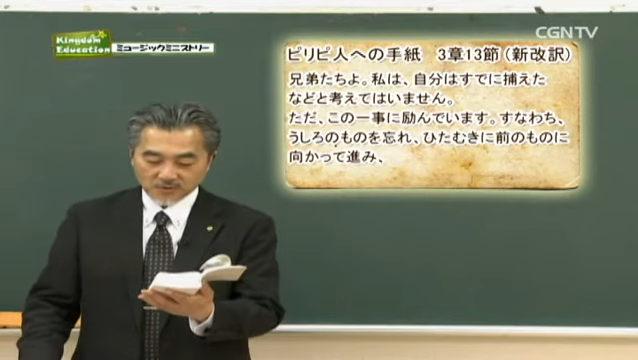 Kingdom
Education
ミュージックミニストリー
CGNTV
ピリピ人への手紙 3章13節 (新改訳)
兄弟たちよ。私は、自分はすでに捕えた
などと考えてはいません。
ただ、この一事に励んでいます。すなわち、
うしろのものを忘れ、ひたむきに前のものに
向かって進み、